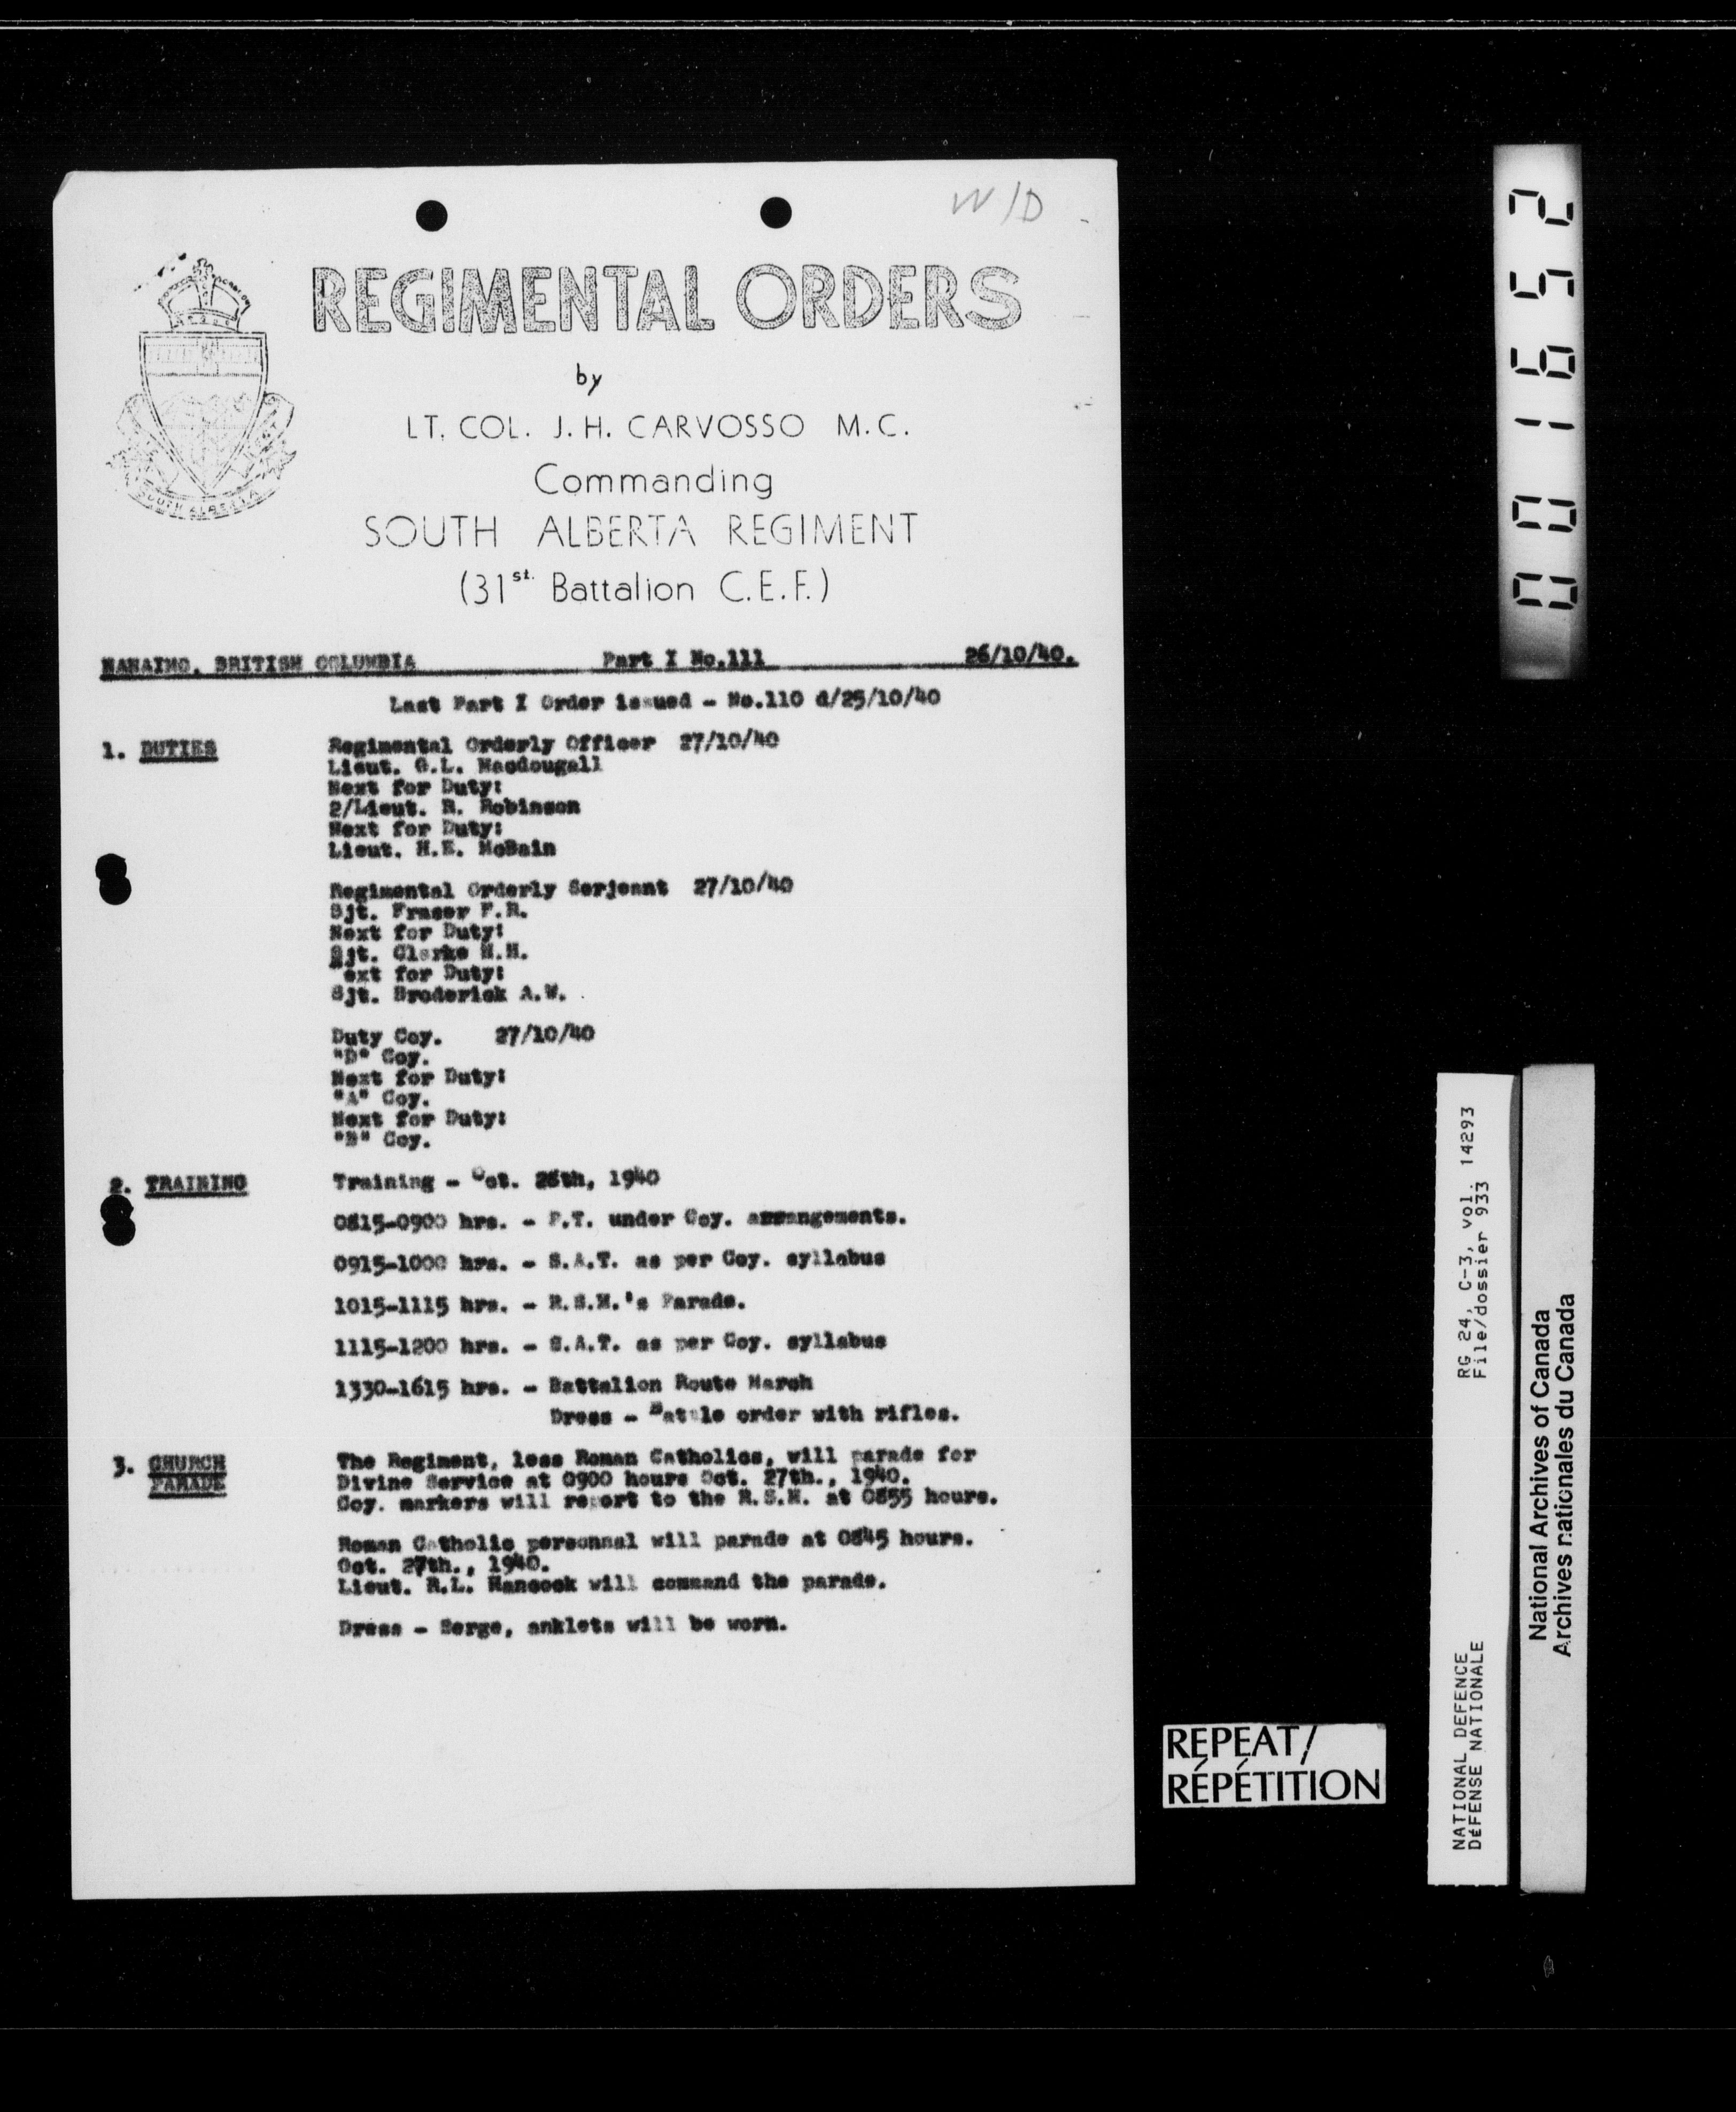 W/D
REGIMENTAL ORDERS
by
LT. COL. J. H. CARVOSSO M.C.
Commanding
SOUTH ALBERTA REGIMENT
(31st. Battalion C.E.F.)
SOUTH ALBERTA
NANAIMO, BRITISH COLUMBIA Part I No.111 26/10/40.
Last Part I Order issued - No.110 d/25/10/40
1. DUTIES Regimental Orderly Officer 27/10/40
Lieut. G.L. Macdougall
Next for Duty:
2/Lieut. R. Robinson
Next for Duty:
Lieut. H.E. McBain
Regimental Orderly Serjeant 27/10/40
Sjt. Fraser F.R.
Next for Duty:
Sjt. Clarke H.H.
Next for Duty:
Sjt. Broderick A.W.
Duty Coy. 27/10/40
"D" Coy.
Next for Duty:
"A" Coy.
Next for Duty:
"B" Coy.
2. TRAINING Training - Oct. 28th, 1940
0815-0900 hrs. - P.T. under Coy. arrangements.
0915-1000 hrs. - S.A.T. as per Coy. syllabus
1015-1115 hrs. - R.S.M.'s Parade.
1115-1200 hrs. - S.A.T. as per Coy. syllabus
1330-1615 hrs. - Battalion Route March
Dress - Battle order with rifles.
3. CHURCH The Regiment, less Roman Catholics, will parade for
PARADE Divine Service at 0900 hours Oct. 27th., 1940.
Coy. markers will report to the R.S.M. at 0855 hours.
Roman Catholic personnal will parade at 0845 hours.
Oct. 27th., 1940.
Lieut. R.L. Hancock will command the parade.
Dress - Serge, anklets will be worn.
REPEAT/
RÉPÉTITION
001652
RG 24, C-3, vol. 14293
File/dossier 933
NATIONAL DEFENCE
DÉFENSE NATIONALE
National Archives of Canada
Archives nationales du Canada